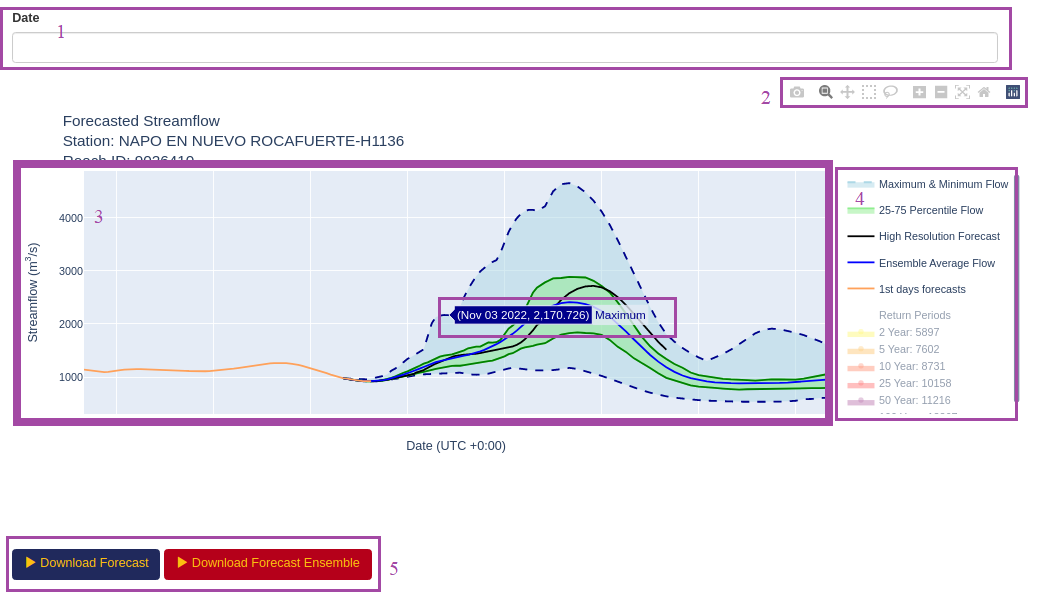 Date
1
2
Forecasted Streamflow
Station: NAPO EN NUEVO ROCAFUERTE-H1136
Reach ID: 9026410
3
4000
3000
2000
1000
Streamflow (m³/s)
(Nov 03 2022, 2,170.726) Maximum
Date (UTC +0:00)
4
Maximum & Minimum Flow
25-75 Percentile Flow
High Resolution Forecast
Ensemble Average Flow
1st days forecasts
Return Periods
2 Year: 5897
5 Year: 7602
10 Year: 8731
25 Year: 10158
50 Year: 11216
Download Forecast
Download Forecast Ensemble
5